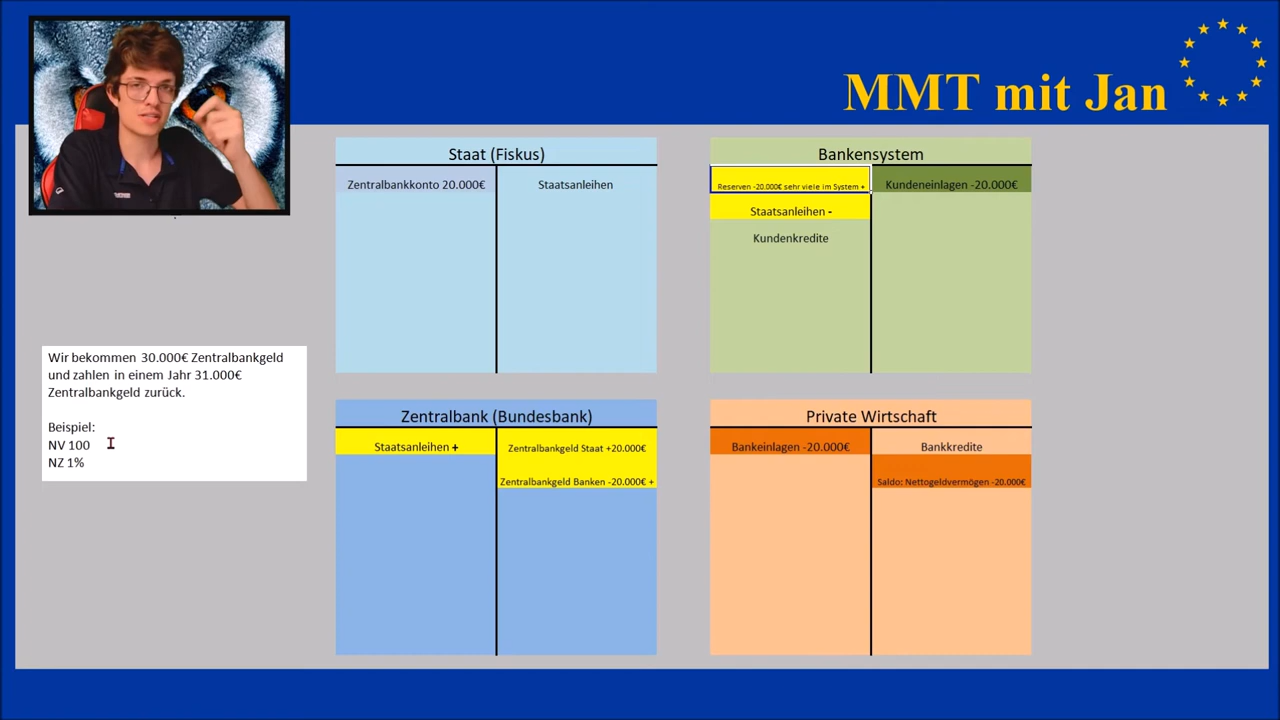 MMT mit Jan
Staat (Fiskus)
Zentralbankkonto 20.000€
Staatsanleihen
Bankensystem
Reserven -20.000€ sehr viele im System +
Kundeneinlagen -20.000€
Staatsanleihen -
Kundenkredite
Wir bekommen 30.000€ Zentralbankgeld
und zahlen in einem Jahr 31.000€
Zentralbankgeld zurück.
Beispiel:
NV 100
NZ 1%
Zentralbank (Bundesbank)
Staatsanleihen +
Zentralbankgeld Staat +20.000€
Zentralbankgeld Banken -20.000€ +
Private Wirtschaft
Bankeinlagen -20.000€
Bankkredite
Saldo: Nettogeldvermögen -20.000€